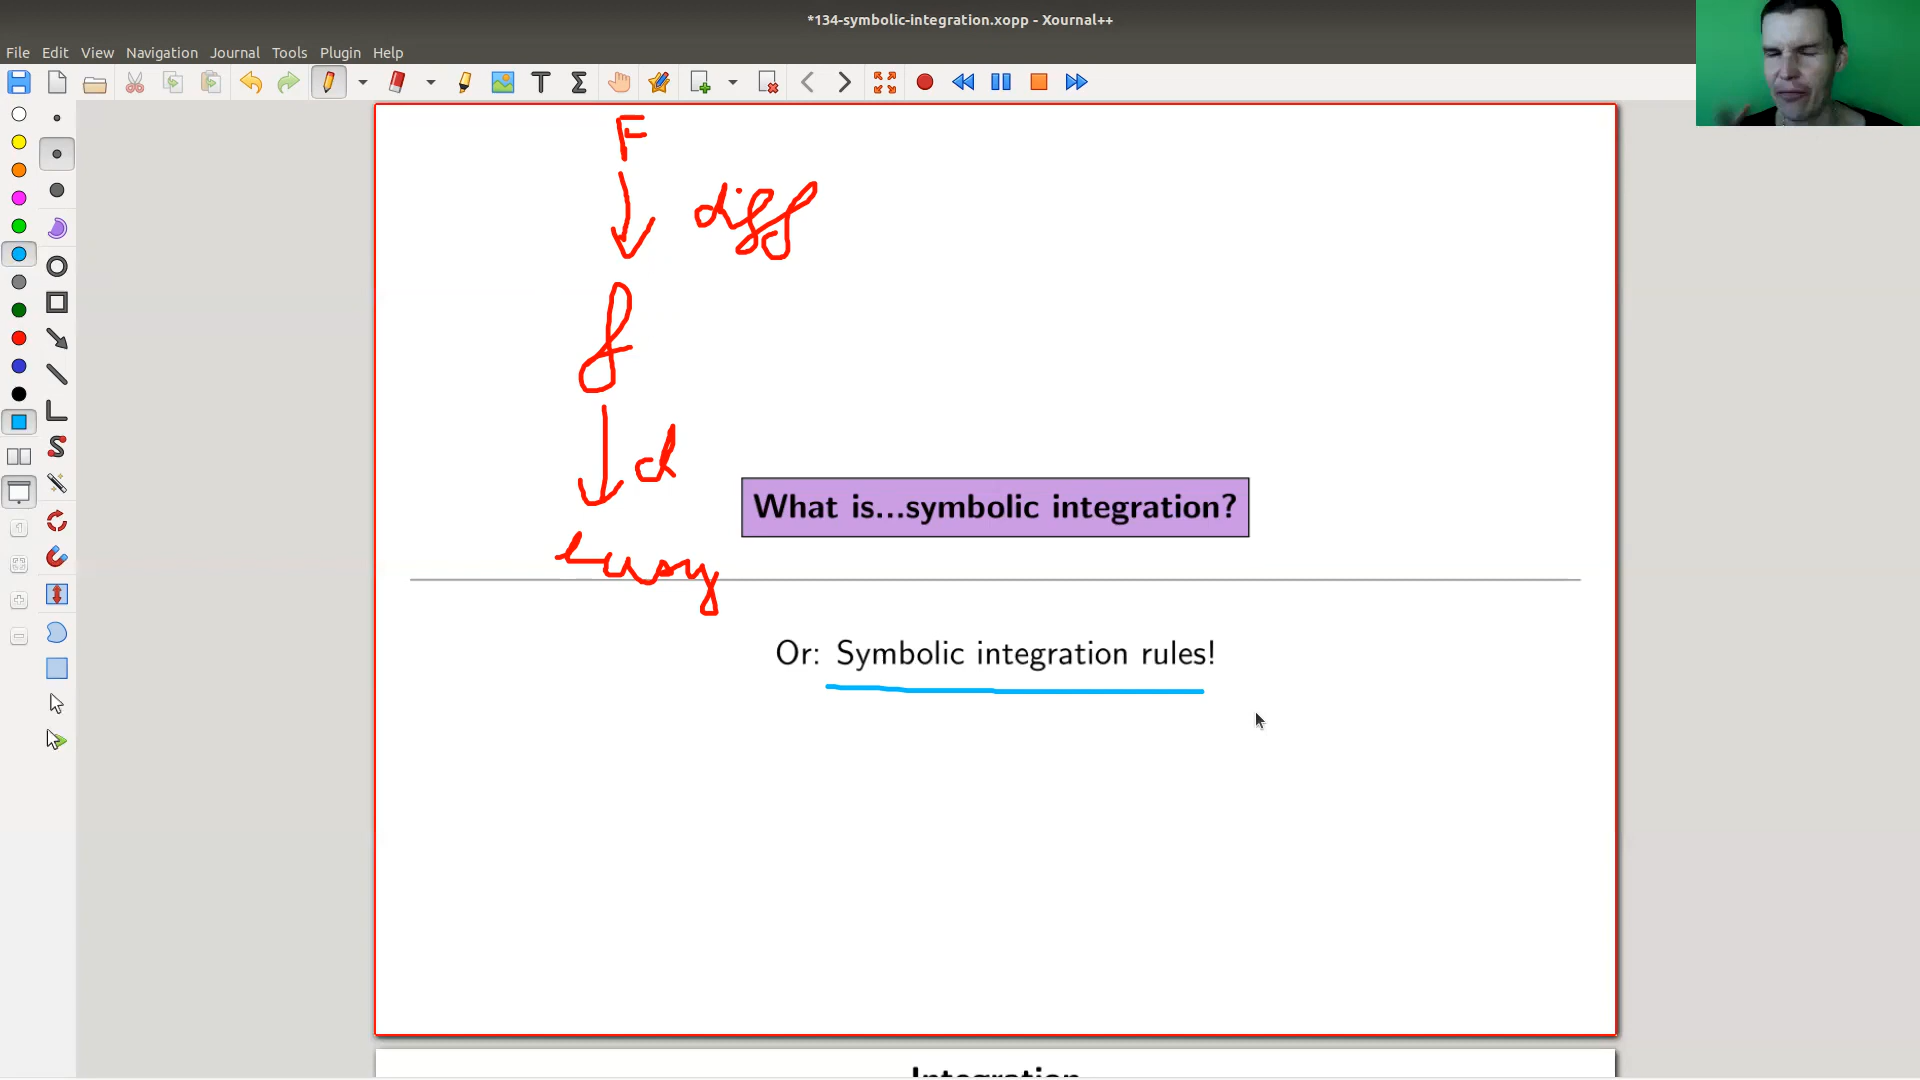 *134-symbolic-integration.xopp - Xournal++
File Edit View Navigation Journal Tools Plugin Help
F
diff
f
d
easy
What is...symbolic integration?
Or: Symbolic integration rules!
Integration